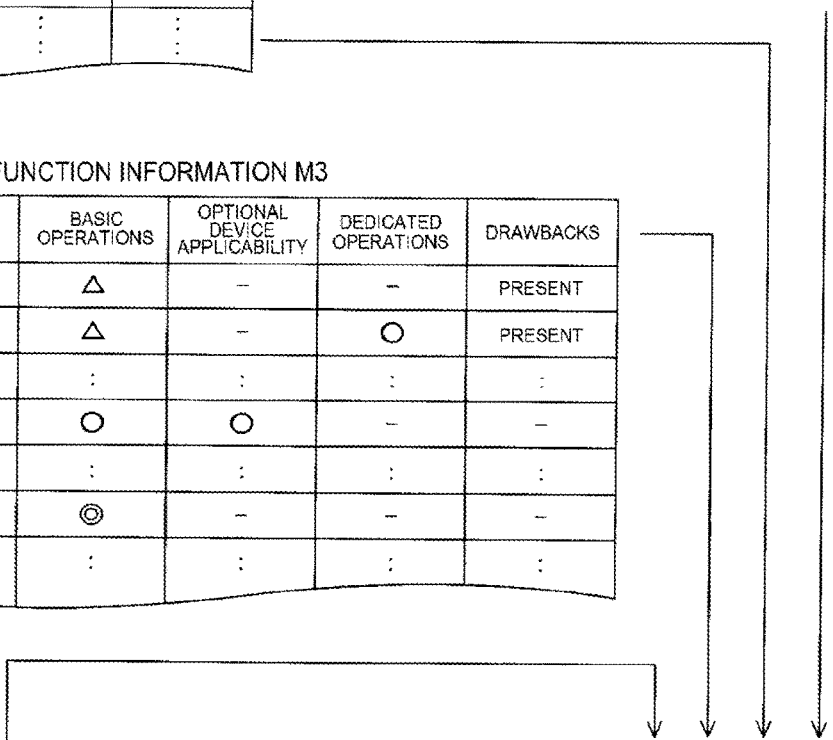 : :
FUNCTION INFORMATION M3
BASIC OPERATIONS OPTIONAL DEVICE APPLICABILITY DEDICATED OPERATIONS DRAWBACKS
△ – – PRESENT
△ – ○ PRESENT
: : : :
○ ○ – –
: : : :
◎ – – –
: : : :